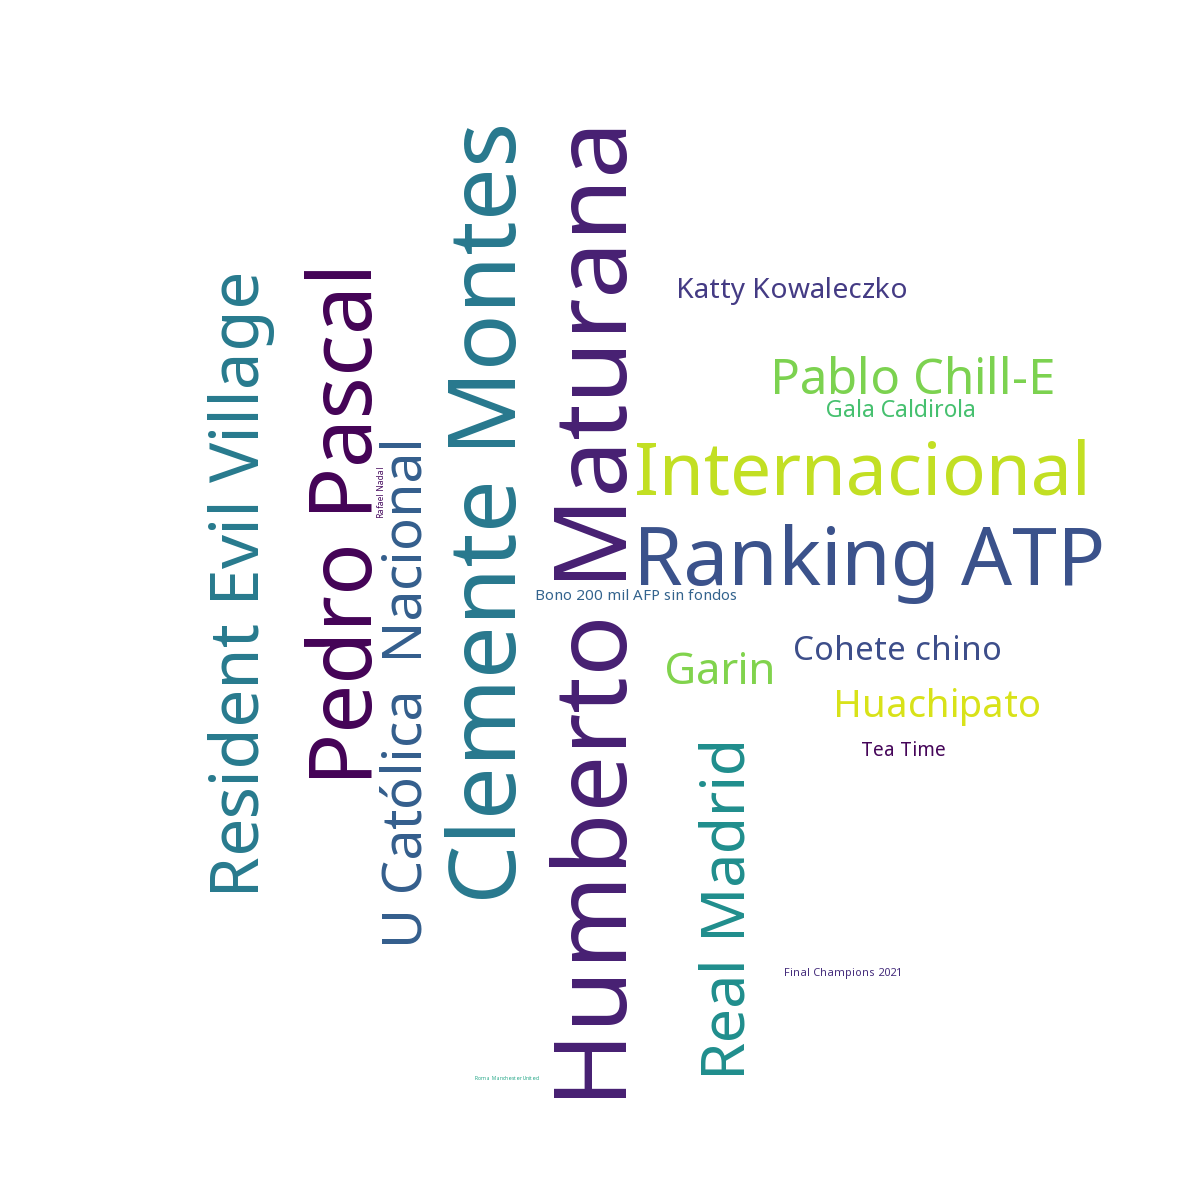 Resident Evil Village
Pedro Pascal
Rafael Nadal
U Católica Nacional
Clemente Montes
Humberto Maturana
Katty Kowaleczko
Pablo Chill-E
Gala Caldirola
Internacional
Ranking ATP
Bono 200 mil AFP sin fondos
Garin
Cohete chino
Huachipato
Tea Time
Real Madrid
Final Champions 2021
Roma Manchester United